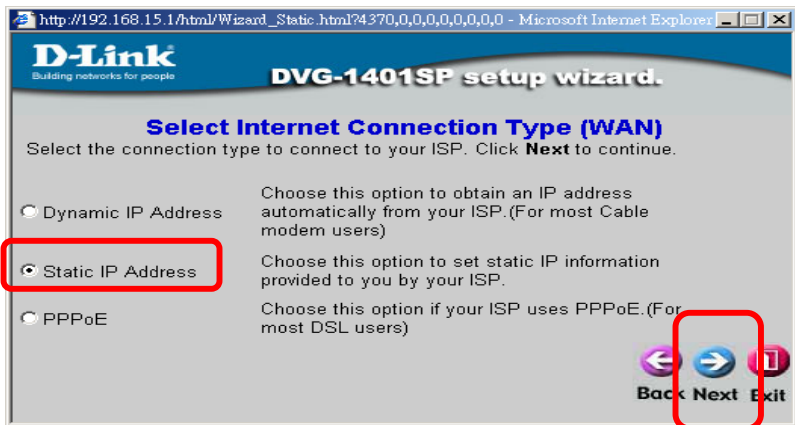 http://192.168.15.1/html/Wizard_Static.html?4370,0,0,0,0,0,0,0,0 - Microsoft Internet Explorer
D-Link
Building networks for people
DVG-1401SP setup wizard.
Select Internet Connection Type (WAN)
Select the connection type to connect to your ISP. Click Next to continue.
Dynamic IP Address
Choose this option to obtain an IP address
automatically from your ISP.(For most Cable
modem users)
Static IP Address
Choose this option to set static IP information
provided to you by your ISP.
PPPoE
Choose this option if your ISP uses PPPoE.(For
most DSL users)
Back Next Exit